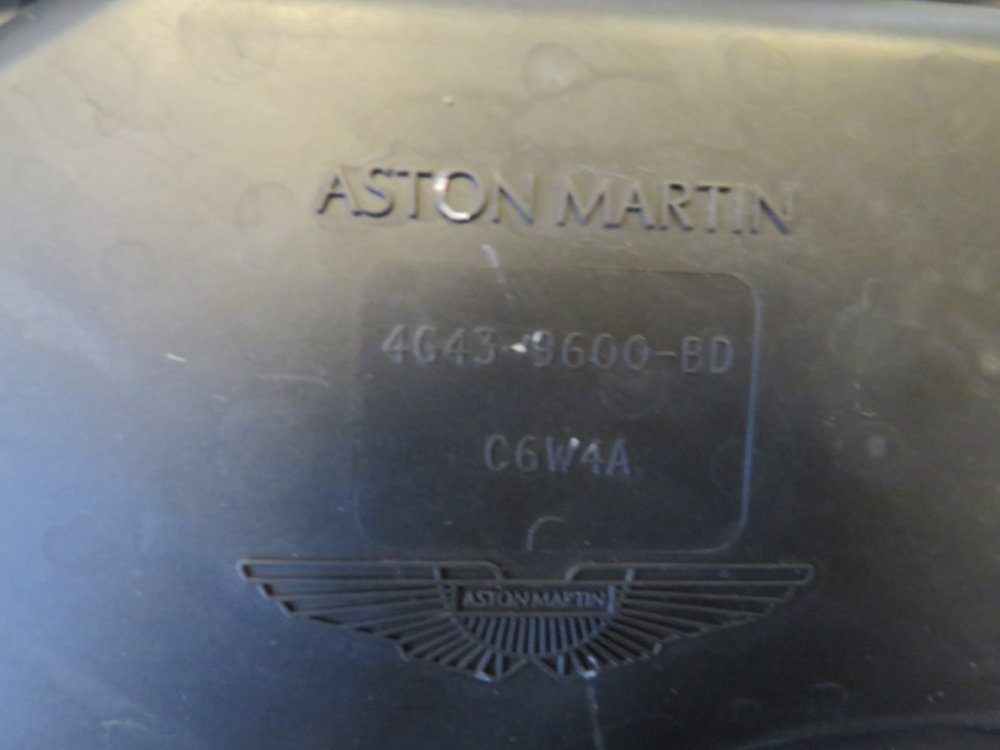 ASTON MARTIN
4G43-9600-BD
C6W4A
ASTON MARTIN